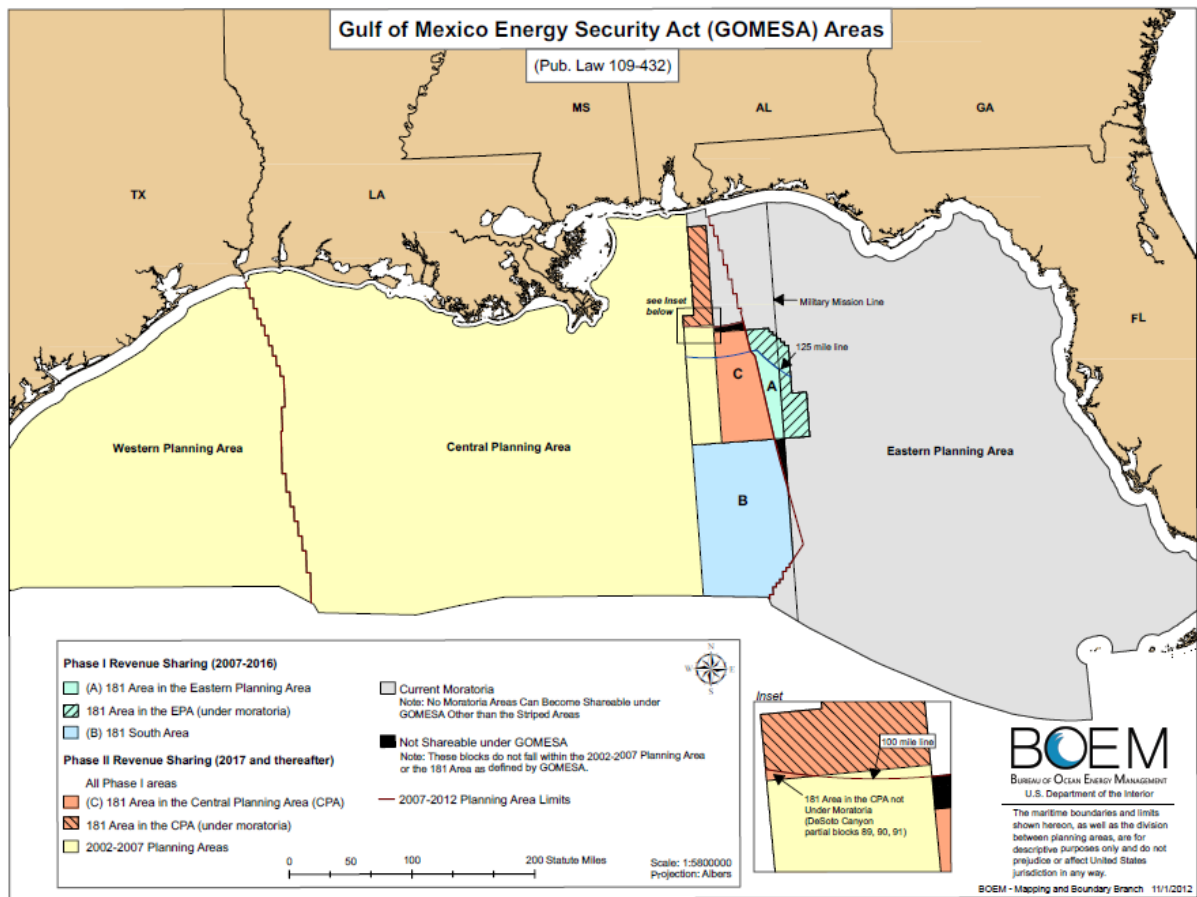 Gulf of Mexico Energy Security Act (GOMESA) Areas
(Pub. Law 109-432)
MS
AL
GA
TX
LA
FL
see Inset
below
Military Mission Line
125 mile line
C
A
Western Planning Area
Central Planning Area
Eastern Planning Area
B
Phase I Revenue Sharing (2007-2016)
(A) 181 Area in the Eastern Planning Area
181 Area in the EPA (under moratoria)
(B) 181 South Area
Phase II Revenue Sharing (2017 and thereafter)
All Phase I areas
(C) 181 Area in the Central Planning Area (CPA)
181 Area in the CPA (under moratoria)
2002-2007 Planning Areas
N
W
E
S
Current Moratoria
Note: No Moratoria Areas Can Become Shareable under
GOMESA Other than the Striped Areas
Not Shareable under GOMESA
Note: These blocks do not fall within the 2002-2007 Planning Area
or the 181 Area as defined by GOMESA.
2007-2012 Planning Area Limits
0 50 100 200 Statute Miles
Scale: 1:5800000
Projection: Albers
Inset
100 mile line
181 Area in the CPA not
Under Moratoria
(DeSoto Canyon
partial blocks 89, 90, 91)
BOEM
BUREAU OF OCEAN ENERGY MANAGEMENT
U.S. Department of the Interior
The maritime boundaries and limits
shown hereon, as well as the division
between planning areas, are for
descriptive purposes only and do not
prejudice or affect United States
jurisdiction in any way.
BOEM - Mapping and Boundary Branch 11/1/2012